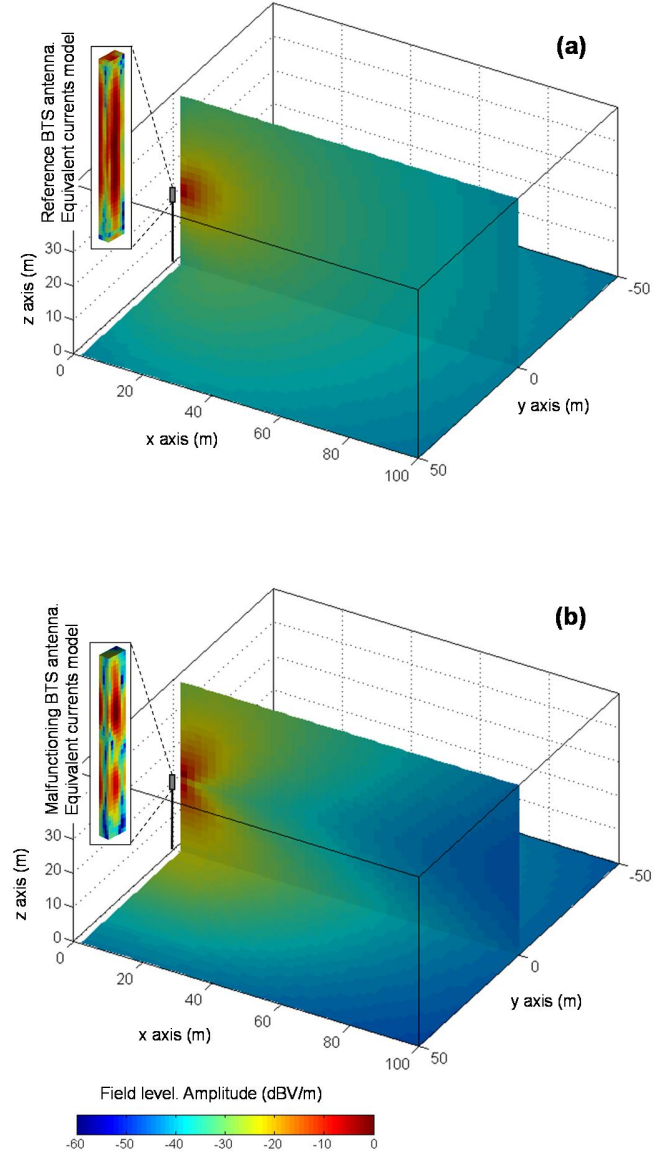 (a)
Reference BTS antenna.
Equivalent currents model
z axis (m)
30
20
10
0
0
20
40
60
80
100
x axis (m)
50
0
-50
y axis (m)
(b)
Malfunctioning BTS antenna.
Equivalent currents model
z axis (m)
30
20
10
0
0
20
40
60
80
100
x axis (m)
50
0
-50
y axis (m)
Field level. Amplitude (dBV/m)
-60 -50 -40 -30 -20 -10 0